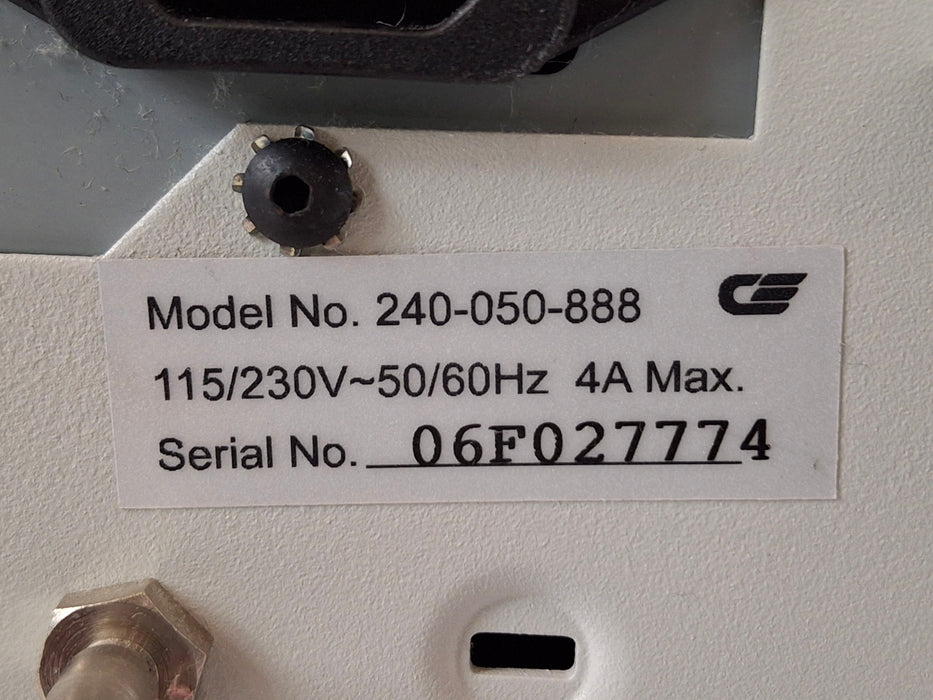 Model No. 240-050-888
115/230V~50/60Hz 4A Max.
Serial No. 06F027774